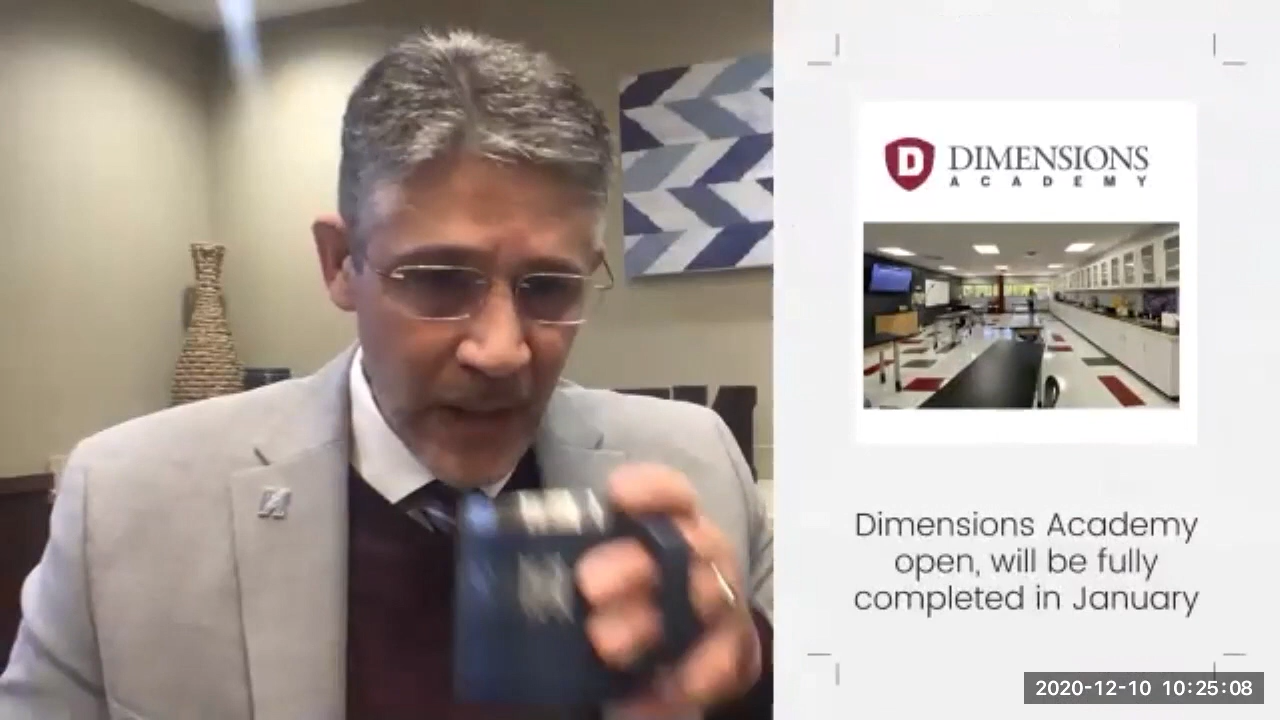 D DIMENSIONS
ACADEMY
Dimensions Academy
open, will be fully
completed in January
2020-12-10 10:25:08